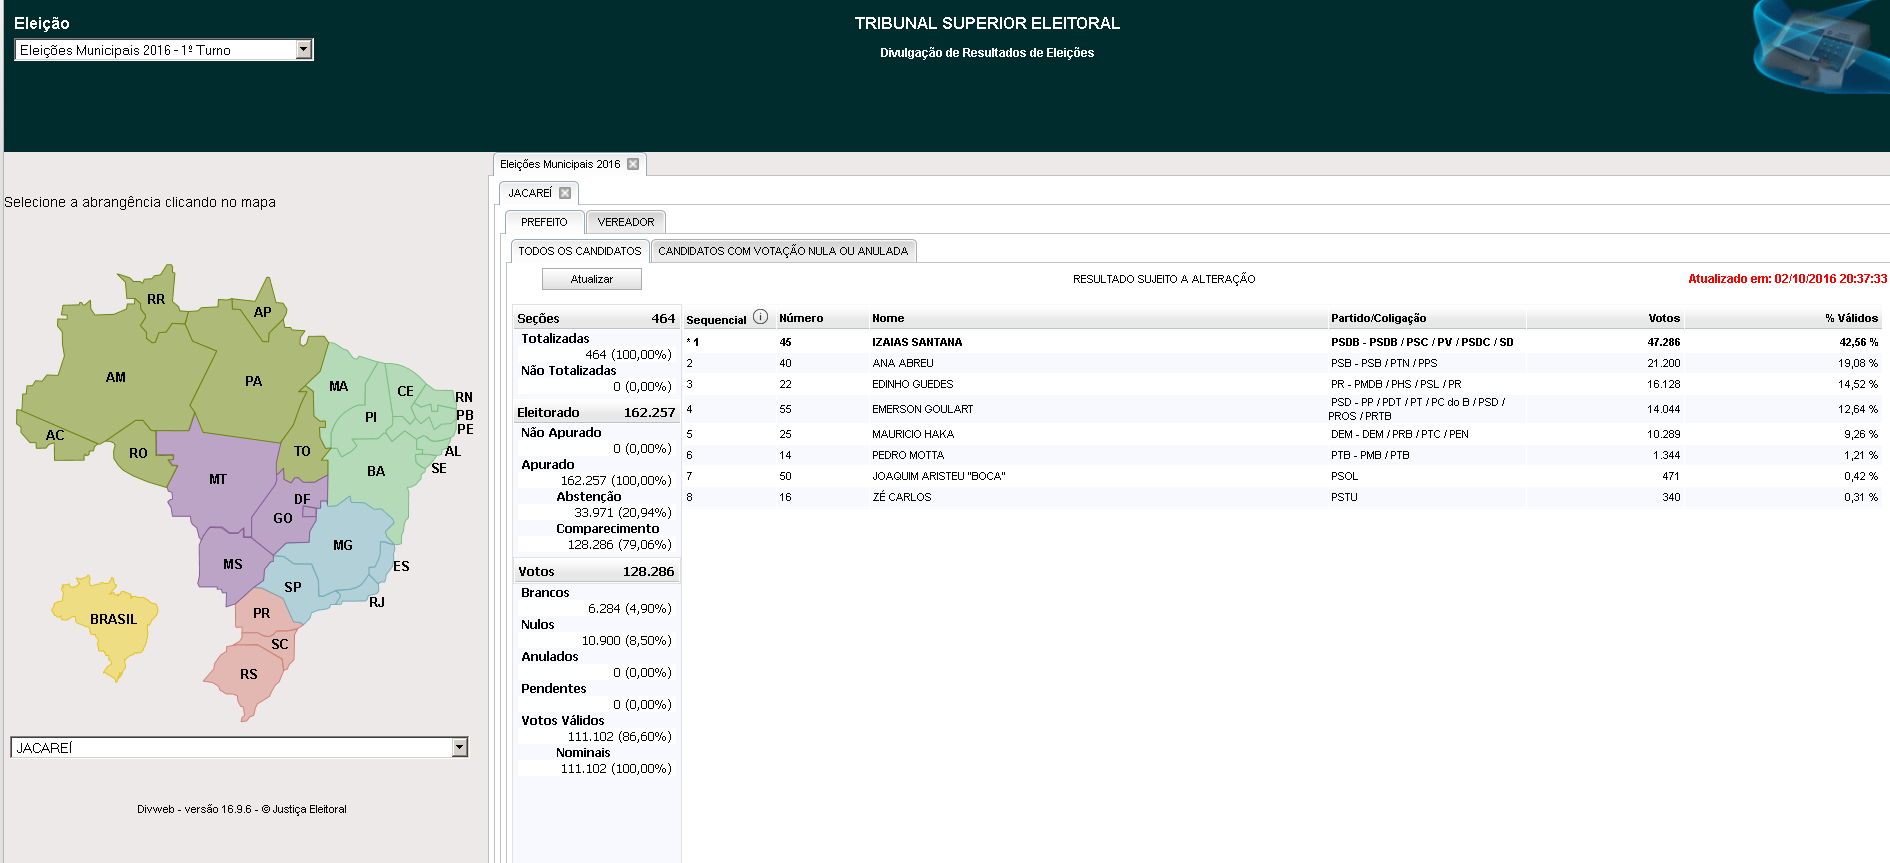 Eleição
Eleições Municipais 2016 - 1º Turno
TRIBUNAL SUPERIOR ELEITORAL
Divulgação de Resultados de Eleições
Selecione a abrangência clicando no mapa
RR
AP
AM
PA
MA
CE
RN
PI
PB
PE
AC
RO
TO
AL
SE
BA
MT
DF
GO
MG
MS
ES
SP
RJ
PR
BRASIL
SC
RS
JACAREÍ
Divweb - versão 16.9.6 - © Justiça Eleitoral
Eleições Municipais 2016
JACAREÍ
PREFEITO VEREADOR
TODOS OS CANDIDATOS CANDIDATOS COM VOTAÇÃO NULA OU ANULADA
Atualizar RESULTADO SUJEITO A ALTERAÇÃO Atualizado em: 02/10/2016 20:37:33
Seções 464
Totalizadas
464 (100,00%)
Não Totalizadas
0 (0,00%)
Eleitorado 162.257
Não Apurado
0 (0,00%)
Apurado
162.257 (100,00%)
Abstenção
33.971 (20,94%)
Comparecimento
128.286 (79,06%)
Votos 128.286
Brancos
6.284 (4,90%)
Nulos
10.900 (8,50%)
Anulados
0 (0,00%)
Pendentes
0 (0,00%)
Votos Válidos
111.102 (86,60%)
Nominais
111.102 (100,00%)
Sequencial i Número Nome Partido/Coligação Votos % Válidos
* 1 45 IZAIAS SANTANA PSDB - PSDB / PSC / PV / PSDC / SD 47.286 42,56 %
2 40 ANA ABREU PSB - PSB / PTN / PPS 21.200 19,08 %
3 22 EDINHO GUEDES PR - PMDB / PHS / PSL / PR 16.128 14,52 %
4 55 EMERSON GOULART PSD - PP / PDT / PT / PC do B / PSD / PROS / PRTB 14.044 12,64 %
5 25 MAURICIO HAKA DEM - DEM / PRB / PTC / PEN 10.289 9,26 %
6 14 PEDRO MOTTA PTB - PMB / PTB 1.344 1,21 %
7 50 JOAQUIM ARISTEU "BOCA" PSOL 471 0,42 %
8 16 ZÉ CARLOS PSTU 340 0,31 %